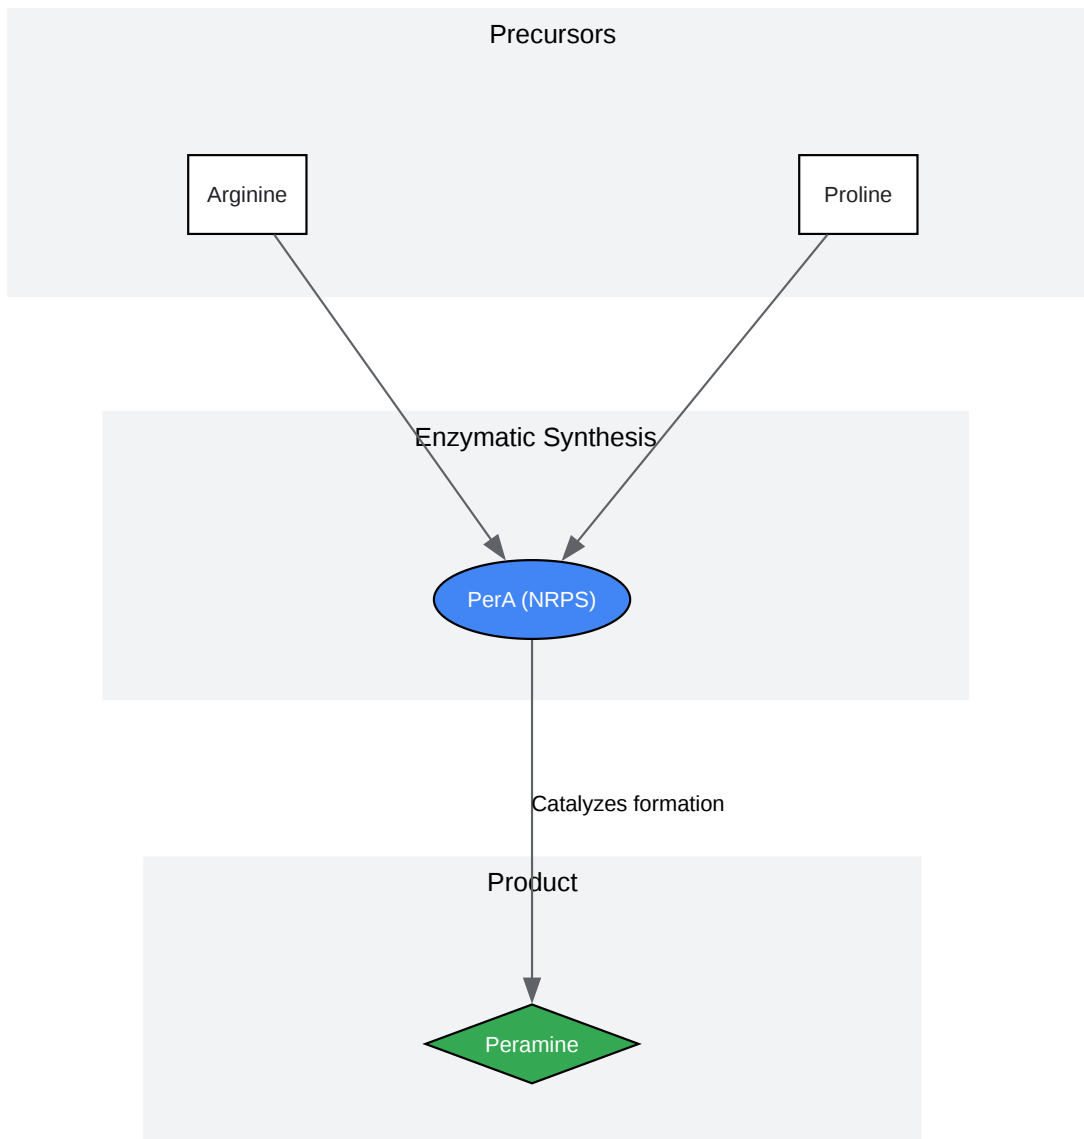 Precursors
Arginine
Proline
Enzymatic Synthesis
PerA (NRPS)
Catalyzes formation
Product
Peramine